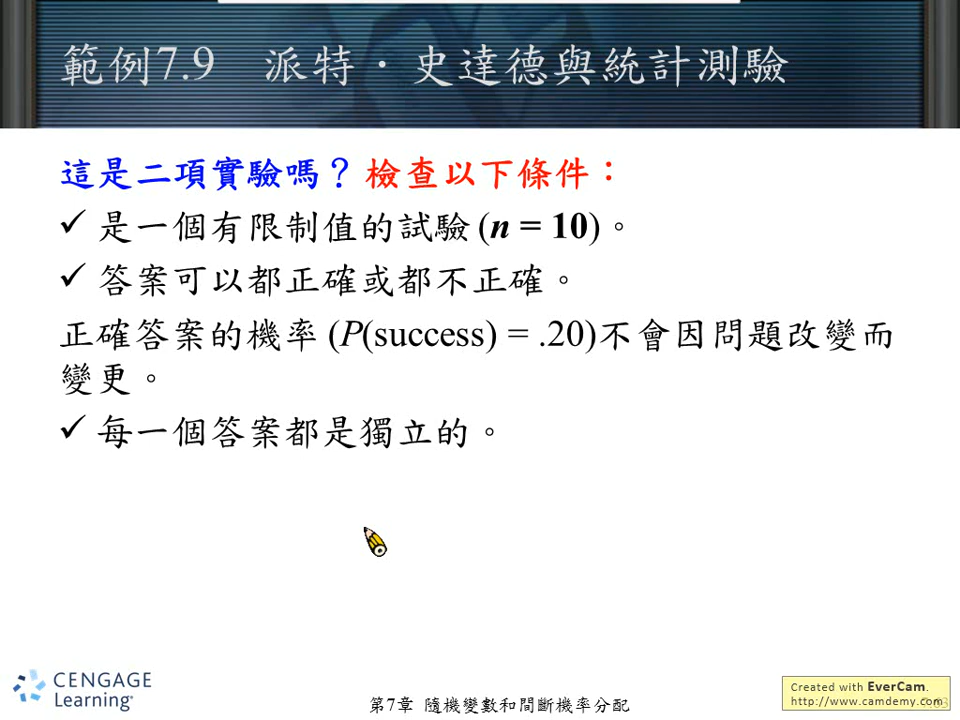 範例7.9 派特．史達德與統計測驗
這是二項實驗嗎？檢查以下條件：
✓ 是一個有限制值的試驗 (n = 10)。
✓ 答案可以都正確或都不正確。
正確答案的機率 (P(success) = .20)不會因問題改變而
變更。
✓ 每一個答案都是獨立的。
CENGAGE
Learning
第7章 隨機變數和間斷機率分配
Created with EverCam.
http://www.camdemy.com